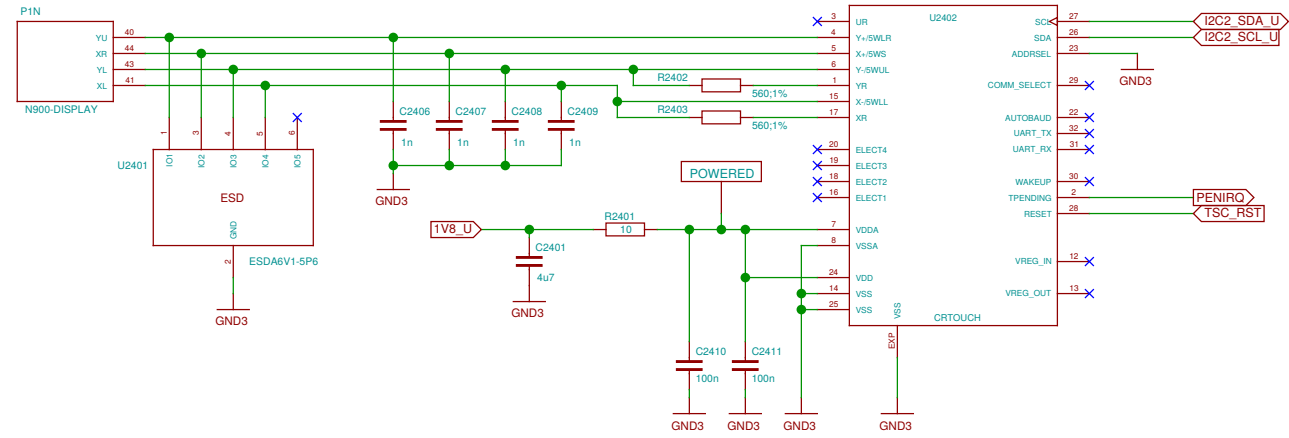 P1N
YU 40
XR 44
YL 43
XL 41
N900-DISPLAY
U2401
1 3 4 5 6
IO1 IO2 IO3 IO4 IO5
ESD
GND
2
ESDA6V1-5P6
GND3
C2406 C2407 C2408 C2409
1n 1n 1n 1n
GND3
R2402
560;1%
R2403
560;1%
POWERED
1V8_U
R2401
10
C2401
4u7
GND3
C2410 C2411
100n 100n
GND3 GND3 GND3 GND3
U2402
3 UR
4 Y+/5WLR
5 X+/5WS
6 Y-/5WUL
1 YR
15 X-/5WLL
17 XR
20 ELECT4
19 ELECT3
18 ELECT2
16 ELECT1
7 VDDA
8 VSSA
24 VDD
14 VSS
25 VSS
VSS
EXP
CRTOUCH
SCL 27 I2C2_SDA_U
SDA 26 I2C2_SCL_U
ADDRSEL 23
GND3
COMM_SELECT 29
AUTOBAUD 22
UART_TX 32
UART_RX 31
WAKEUP 30
TPENDING 2 PENIRQ
RESET 28 TSC_RST
VREG_IN 12
VREG_OUT 13